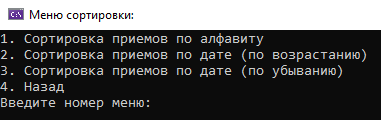 Меню сортировки:
1. Сортировка приемов по алфавиту
2. Сортировка приемов по дате (по возрастанию)
3. Сортировка приемов по дате (по убыванию)
4. Назад
Введите номер меню: